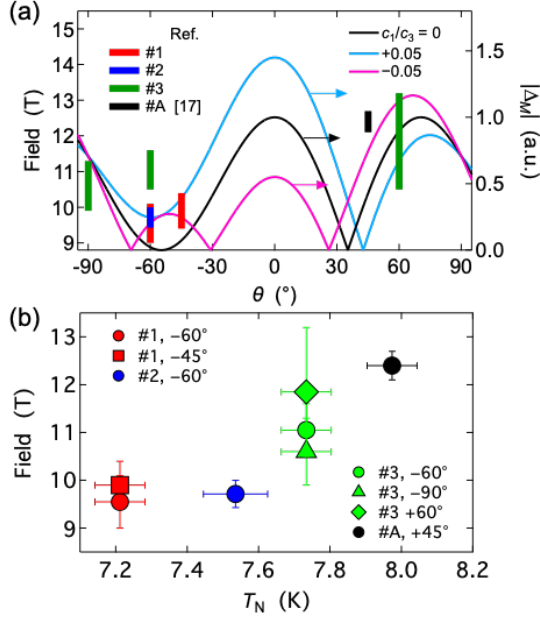 (a)
Ref.
#1
#2
#3
#A [17]
c₁/c₃ = 0
+0.05
−0.05
15
14
13
12
11
10
9
Field (T)
1.5
1.0
0.5
0.0
|Δ_M| (a.u.)
-90 -60 -30 0 30 60 90
θ (°)
(b)
#1, −60°
#1, −45°
#2, −60°
13
12
11
10
9
Field (T)
#3, −60°
#3, −90°
#3 +60°
#A, +45°
7.2 7.4 7.6 7.8 8.0 8.2
T_N (K)